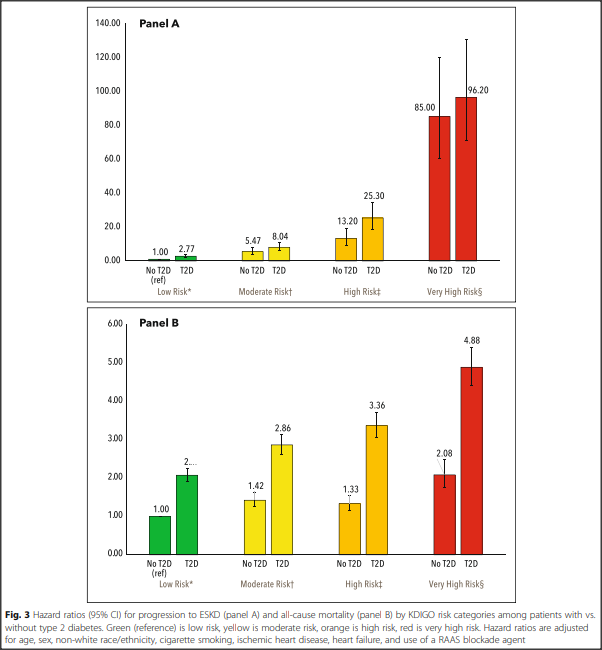 Panel A
140.00
120.00
100.00
80.0
60.0
40.0
20.0
0.00
1.00
2.77
5.47
8.04
13.20
25.30
85.00
96.20
No T2D T2D No T2D T2D No T2D T2D No T2D T2D
(ref)
Low Risk* Moderate Risk† High Risk‡ Very High Risk§
Panel B
6.00
5.00
4.00
3.00
2.00
1.00
0.00
1.00
2....
1.42
2.86
1.33
3.36
2.08
4.88
No T2D T2D No T2D T2D No T2D T2D No T2D T2D
(ref)
Low Risk* Moderate Risk† High Risk‡ Very High Risk§
Fig. 3 Hazard ratios (95% CI) for progression to ESKD (panel A) and all-cause mortality (panel B) by KDIGO risk categories among patients with vs.
without type 2 diabetes. Green (reference) is low risk, yellow is moderate risk, orange is high risk, red is very high risk. Hazard ratios are adjusted
for age, sex, non-white race/ethnicity, cigarette smoking, ischemic heart disease, heart failure, and use of a RAAS blockade agent